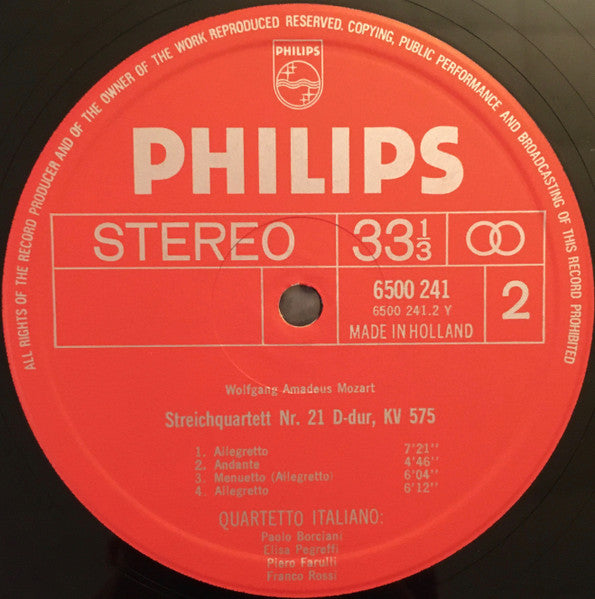 ALL RIGHTS OF THE RECORD PRODUCER AND OF THE OWNER OF THE WORK REPRODUCED RESERVED. COPYING, PUBLIC PERFORMANCE AND BROADCASTING OF THIS RECORD PROHIBITED
PHILIPS
PHILIPS
STEREO 33 1/3
6500 241 2
6500 241.2 Y
MADE IN HOLLAND
Wolfgang Amadeus Mozart
Streichquartett Nr. 21 D-dur, KV 575
1. Allegretto 7'21''
2. Andante 4'46''
3. Menuetto (Allegretto) 6'04''
4. Allegretto 6'12''
QUARTETTO ITALIANO:
Paolo Borciani
Elisa Pegreffi
Piero Farulli
Franco Rossi